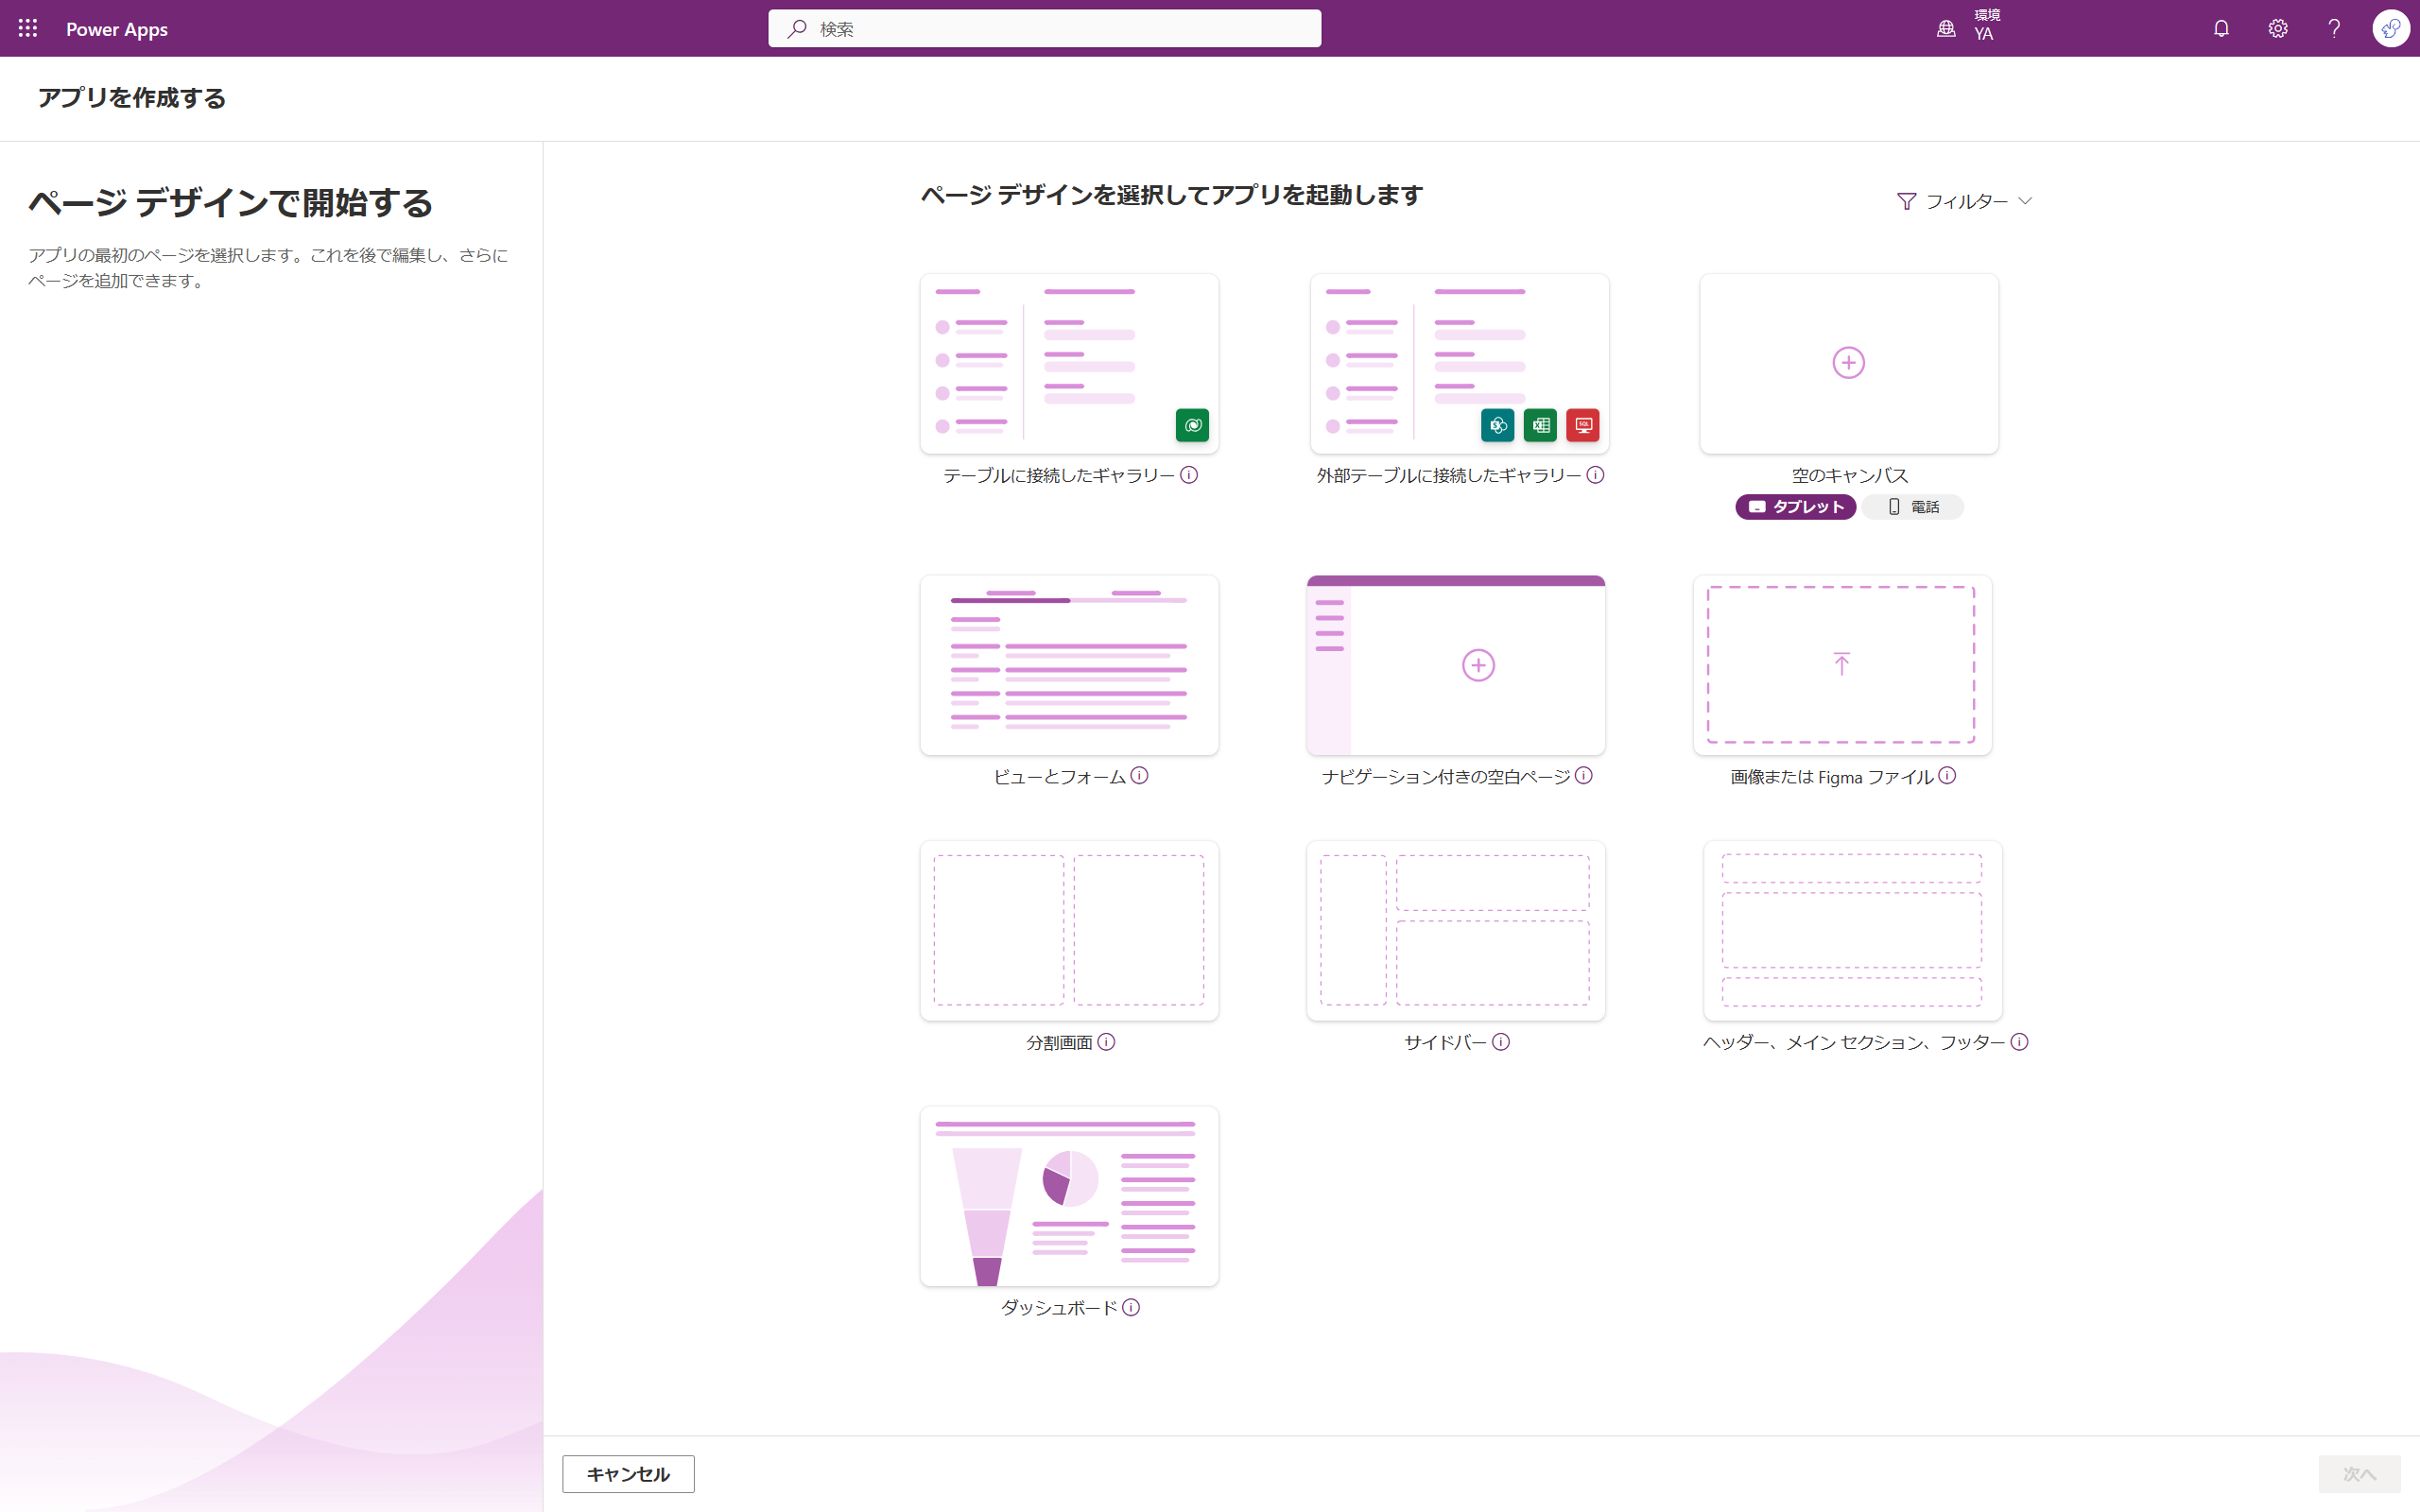 Power Apps
検索
環境
YA
アプリを作成する
ページ デザインで開始する
アプリの最初のページを選択します。これを後で編集し、さらに
ページを追加できます。
ページ デザインを選択してアプリを起動します
フィルター
テーブルに接続したギャラリー
外部テーブルに接続したギャラリー
空のキャンバス
タブレット
電話
ビューとフォーム
ナビゲーション付きの空白ページ
画像または Figma ファイル
分割画面
サイドバー
ヘッダー、メイン セクション、フッター
ダッシュボード
キャンセル
次へ